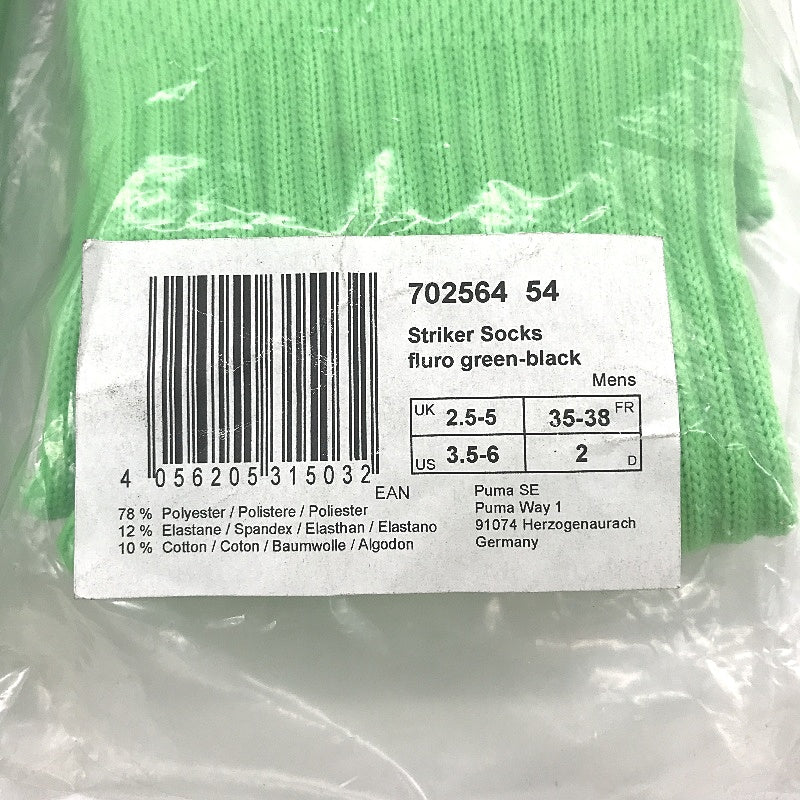 702564 54
Striker Socks
fluro green-black
Mens
UK 2.5-5 35-38 FR
US 3.5-6 2 D
4 056205 315032
EAN
78 % Polyester / Polistere / Poliester
12 % Elastane / Spandex / Elasthan / Elastano
10 % Cotton / Coton / Baumwolle / Algodon
Puma SE
Puma Way 1
91074 Herzogenaurach
Germany